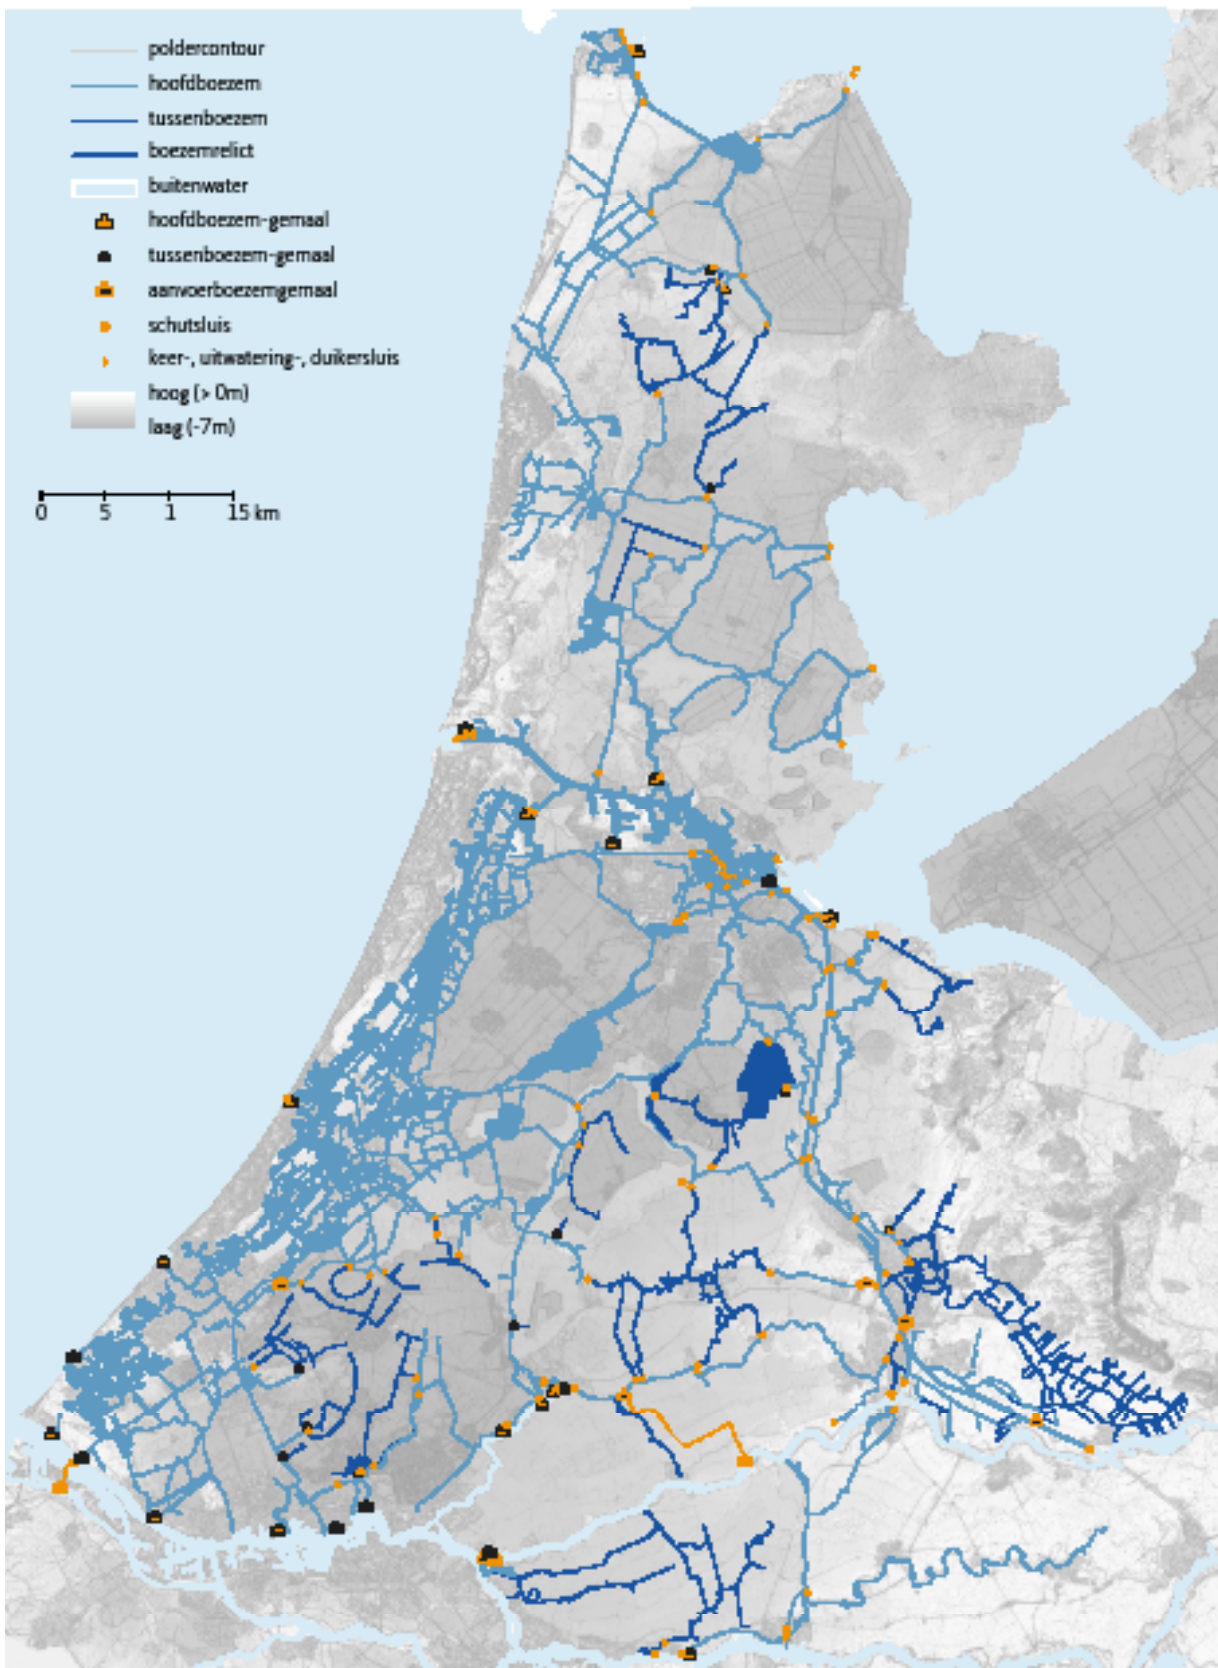 poldercontour
hoofdboezem
tussenboezem
boezemrelict
buitenwater
hoofdboezem-gemaal
tussenboezem-gemaal
aanvoerboezemgemaal
schutsluis
keer-, uitwatering-, duikersluis
hoog (> 0m)
laag (-7m)
0 5 1 15 km